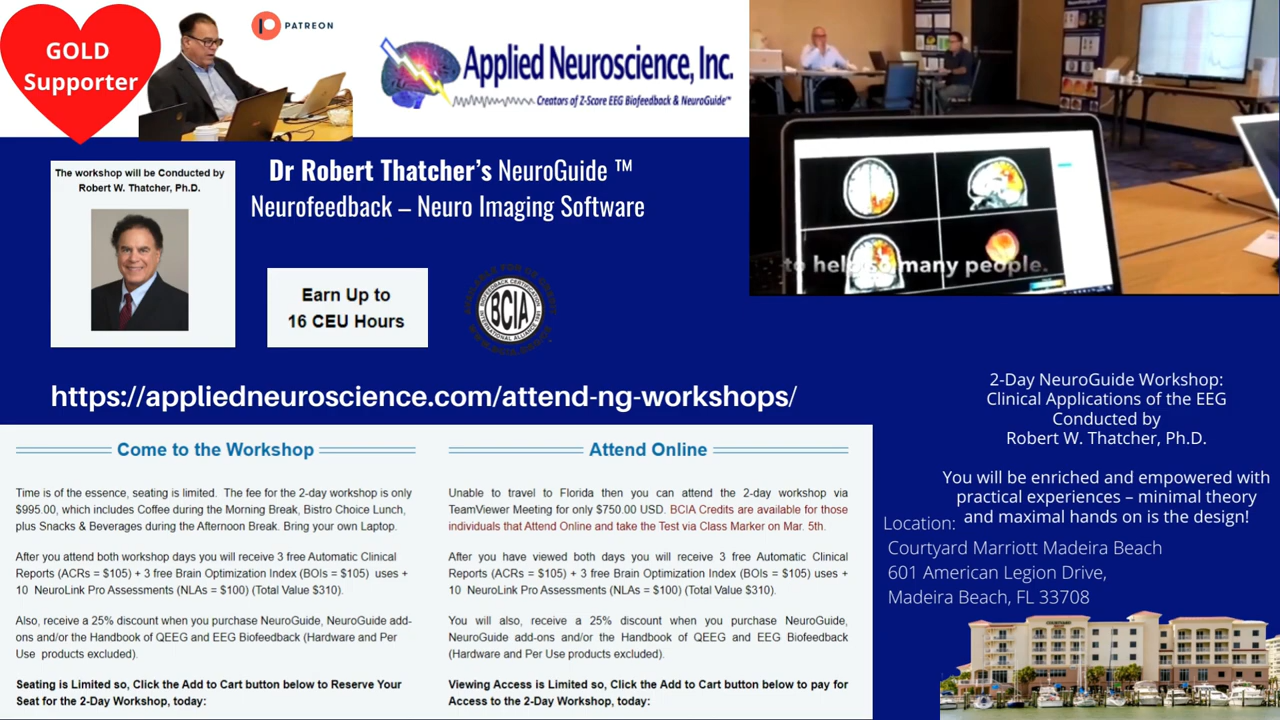 GOLD
Supporter
PATREON
Applied Neuroscience, Inc.
Creators of Z-Score EEG Biofeedback & NeuroGuide™
to help so many people.
The workshop will be Conducted by
Robert W. Thatcher, Ph.D.
Dr Robert Thatcher’s NeuroGuide ™
Neurofeedback – Neuro Imaging Software
Earn Up to
16 CEU Hours
BCIA
https://appliedneuroscience.com/attend-ng-workshops/
Come to the Workshop
Time is of the essence, seating is limited. The fee for the 2-day workshop is only
$995.00, which includes Coffee during the Morning Break, Bistro Choice Lunch,
plus Snacks & Beverages during the Afternoon Break. Bring your own Laptop.
After you attend both workshop days you will receive 3 free Automatic Clinical
Reports (ACRs = $105) + 3 free Brain Optimization Index (BOIs = $105) uses +
10 NeuroLink Pro Assessments (NLAs = $100) (Total Value $310).
Also, receive a 25% discount when you purchase NeuroGuide, NeuroGuide add-
ons and/or the Handbook of QEEG and EEG Biofeedback (Hardware and Per
Use products excluded).
Seating is Limited so, Click the Add to Cart button below to Reserve Your
Seat for the 2-Day Workshop, today:
Attend Online
Unable to travel to Florida then you can attend the 2-day workshop via
TeamViewer Meeting for only $750.00 USD. BCIA Credits are available for those
individuals that Attend Online and take the Test via Class Marker on Mar. 5th.
After you have viewed both days you will receive 3 free Automatic Clinical
Reports (ACRs = $105) + 3 free Brain Optimization Index (BOIs = $105) uses +
10 NeuroLink Pro Assessments (NLAs = $100) (Total Value $310).
You will also, receive a 25% discount when you purchase NeuroGuide,
NeuroGuide add-ons and/or the Handbook of QEEG and EEG Biofeedback
(Hardware and Per Use products excluded).
Viewing Access is Limited so, Click the Add to Cart button below to pay for
Access to the 2-Day Workshop, today:
2-Day NeuroGuide Workshop:
Clinical Applications of the EEG
Conducted by
Robert W. Thatcher, Ph.D.
You will be enriched and empowered with
practical experiences – minimal theory
and maximal hands on is the design!
Location:
Courtyard Marriott Madeira Beach
601 American Legion Drive,
Madeira Beach, FL 33708